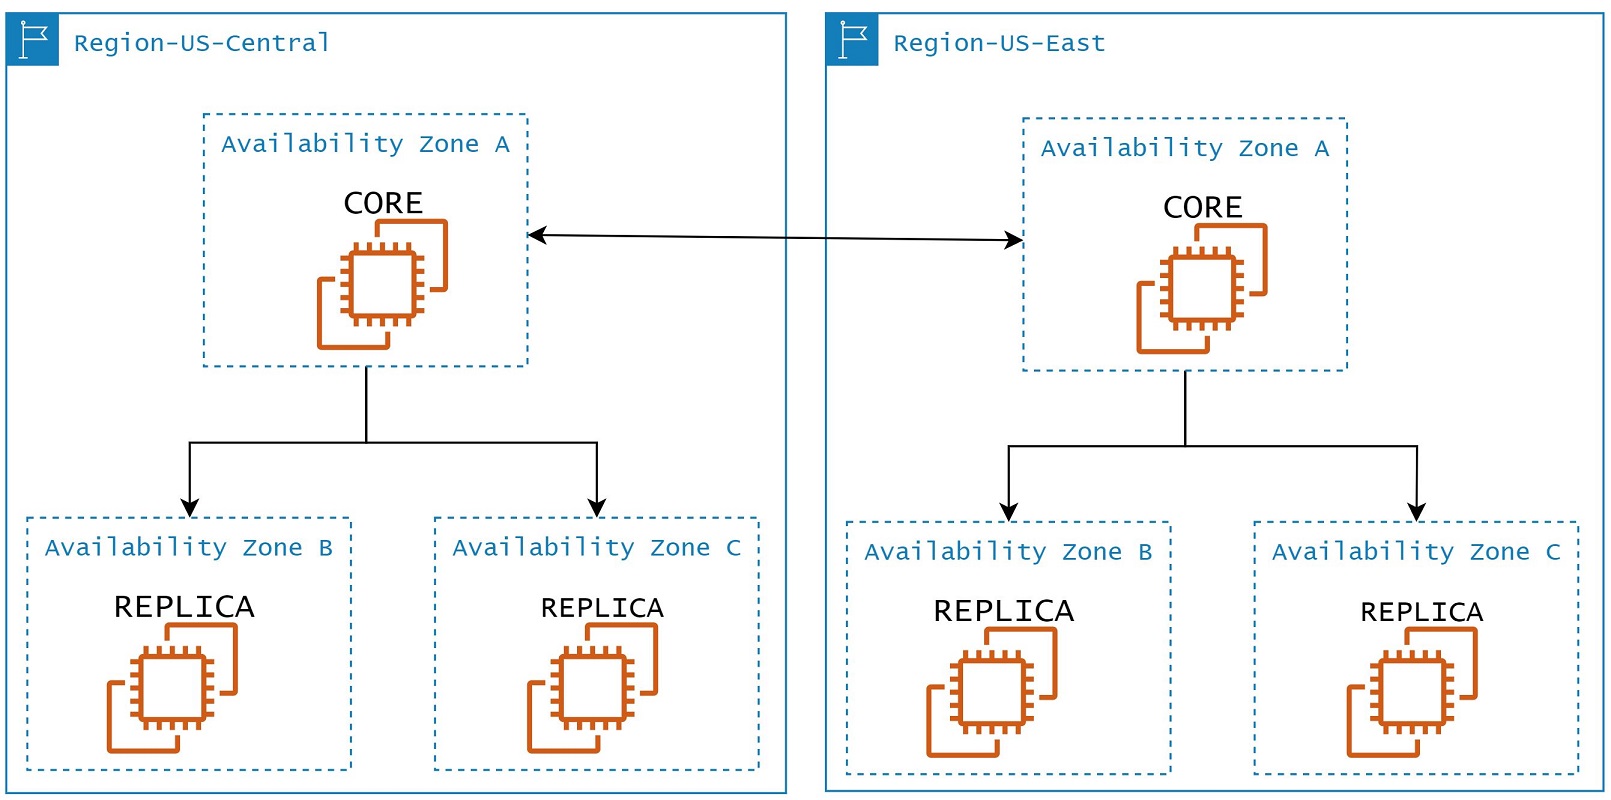 Region-US-Central
Availability Zone A
CORE
Availability Zone B
REPLICA
Availability Zone C
REPLICA
Region-US-East
Availability Zone A
CORE
Availability Zone B
REPLICA
Availability Zone C
REPLICA